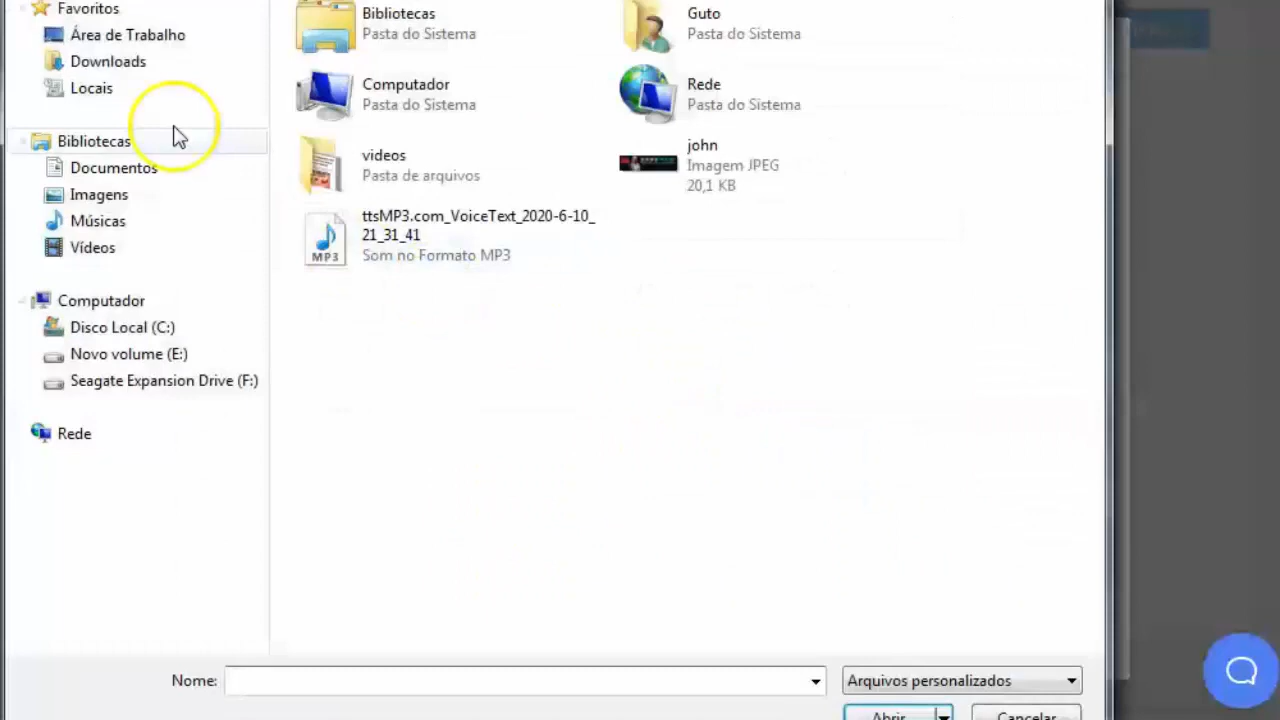 Favoritos
Área de Trabalho
Downloads
Locais
Bibliotecas
Documentos
Imagens
Músicas
Vídeos
Computador
Disco Local (C:)
Novo volume (E:)
Seagate Expansion Drive (F:)
Rede
Bibliotecas
Pasta do Sistema
Guto
Pasta do Sistema
Computador
Pasta do Sistema
Rede
Pasta do Sistema
videos
Pasta de arquivos
john
Imagem JPEG
20,1 KB
ttsMP3.com_VoiceText_2020-6-10_
21_31_41
Som no Formato MP3
MP3
Nome:
Arquivos personalizados
Abrir
Cancelar